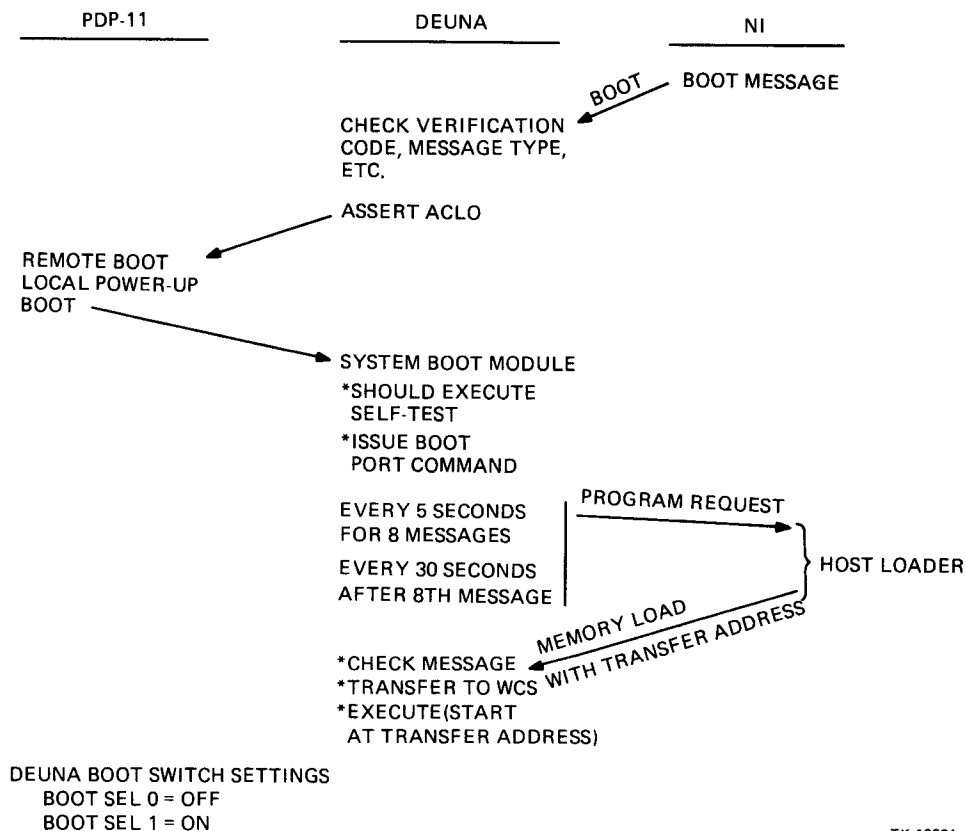 PDP-11 DEUNA NI
BOOT BOOT MESSAGE
CHECK VERIFICATION
CODE, MESSAGE TYPE,
ETC.
ASSERT ACLO
REMOTE BOOT
LOCAL POWER-UP
BOOT
SYSTEM BOOT MODULE
*SHOULD EXECUTE
SELF-TEST
*ISSUE BOOT
PORT COMMAND
PROGRAM REQUEST
EVERY 5 SECONDS
FOR 8 MESSAGES
EVERY 30 SECONDS
AFTER 8TH MESSAGE
HOST LOADER
MEMORY LOAD
WITH TRANSFER ADDRESS
*CHECK MESSAGE
*TRANSFER TO WCS
*EXECUTE(START
AT TRANSFER ADDRESS)
DEUNA BOOT SWITCH SETTINGS
BOOT SEL 0 = OFF
BOOT SEL 1 = ON